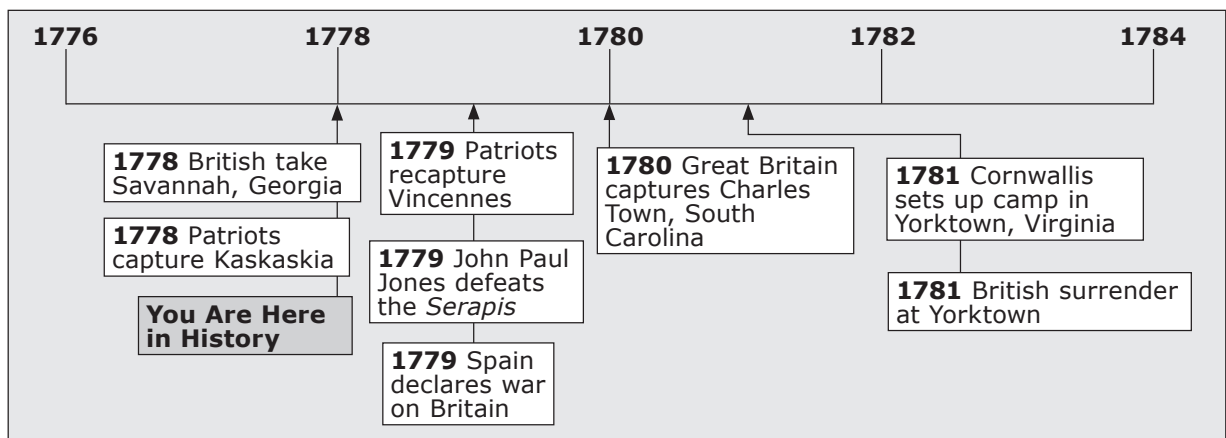 1776
1778
1780
1782
1784
1778 British take
Savannah, Georgia
1778 Patriots
capture Kaskaskia
You Are Here
in History
1779 Patriots
recapture
Vincennes
1779 John Paul
Jones defeats
the Serapis
1779 Spain
declares war
on Britain
1780 Great Britain
captures Charles
Town, South
Carolina
1781 Cornwallis
sets up camp in
Yorktown, Virginia
1781 British surrender
at Yorktown